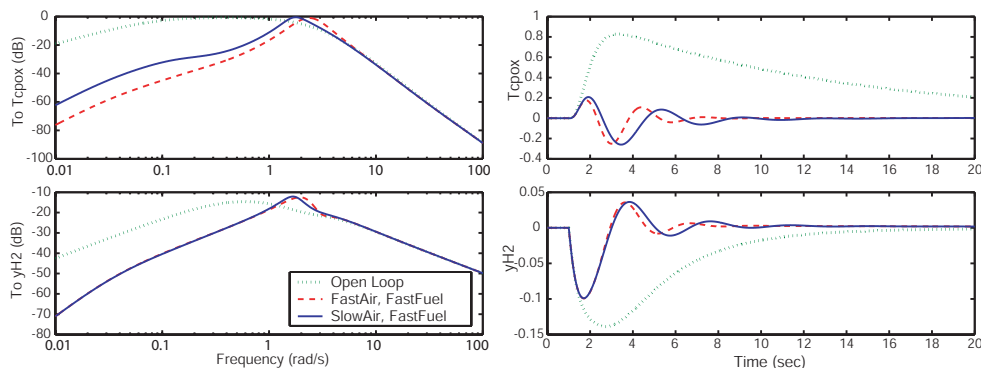 To Tcpox (dB)
0
-20
-40
-60
-80
-100
0.01 0.1 1 10 100
Tcpox
1
0.8
0.6
0.4
0.2
0
-0.2
-0.4
0 2 4 6 8 10 12 14 16 18 20
To yH2 (dB)
-10
-20
-30
-40
-50
-60
-70
-80
0.01 0.1 1 10 100
Frequency (rad/s)
Open Loop
FastAir, FastFuel
SlowAir, FastFuel
yH2
0.05
0
-0.05
-0.1
-0.15
0 2 4 6 8 10 12 14 16 18 20
Time (sec)